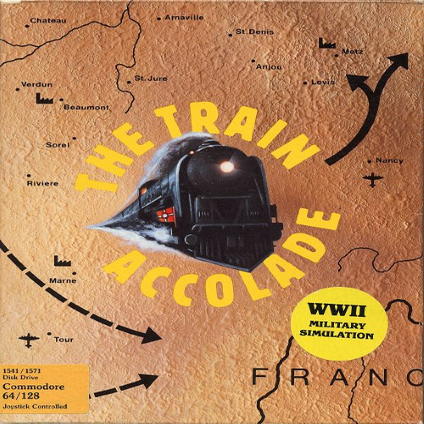 Chateau
Arnaville
St.Denis
Metz
Anjou
Levis
Verdun
St.Jure
Beaumont
Sorel
Nancy
Riviere
THE TRAIN
ACCOLADE
Marne
Tour
WWII
MILITARY
SIMULATION
FRANC
1541/1571
Disk Drive
Commodore
64/128
Joystick Controlled